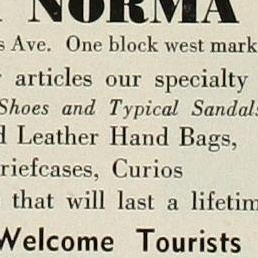 NORMA
s Ave. One block west mark
articles our specialty
Shoes and Typical Sandals
d Leather Hand Bags,
riefcases, Curios
that will last a lifetim
Welcome Tourists